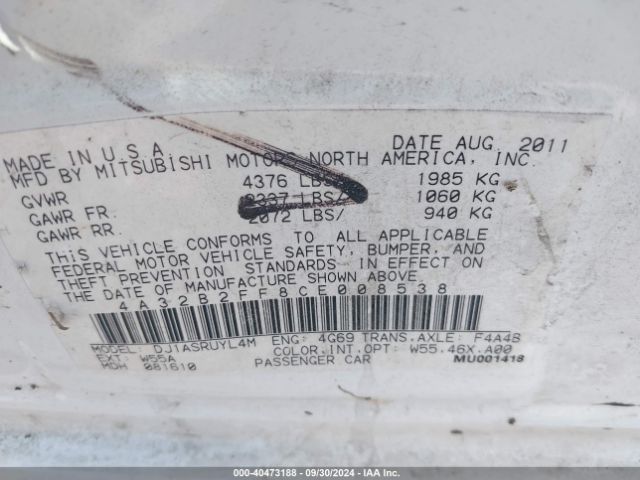 MADE IN U S A DATE AUG. 2011
MFD BY MITSUBISHI MOTORS NORTH AMERICA, INC.
GVWR 4376 LBS/ 1985 KG
GAWR FR. 2337 LBS/ 1060 KG
GAWR RR. 2072 LBS/ 940 KG
THIS VEHICLE CONFORMS TO ALL APPLICABLE
FEDERAL MOTOR VEHICLE SAFETY, BUMPER, AND
THEFT PREVENTION STANDARDS IN EFFECT ON
THE DATE OF MANUFACTURE SHOWN ABOVE.
4A32B2FF8CE008538
MODEL: DJ1ASRUYL4M ENG: 4G69 TRANS.AXLE: F4A4B
EXT: W55A COLOR.INT.OPT: W55.46X.A00
MDH 081610 PASSENGER CAR MU001418
000-40473188 - 09/30/2024 - IAAI.COM